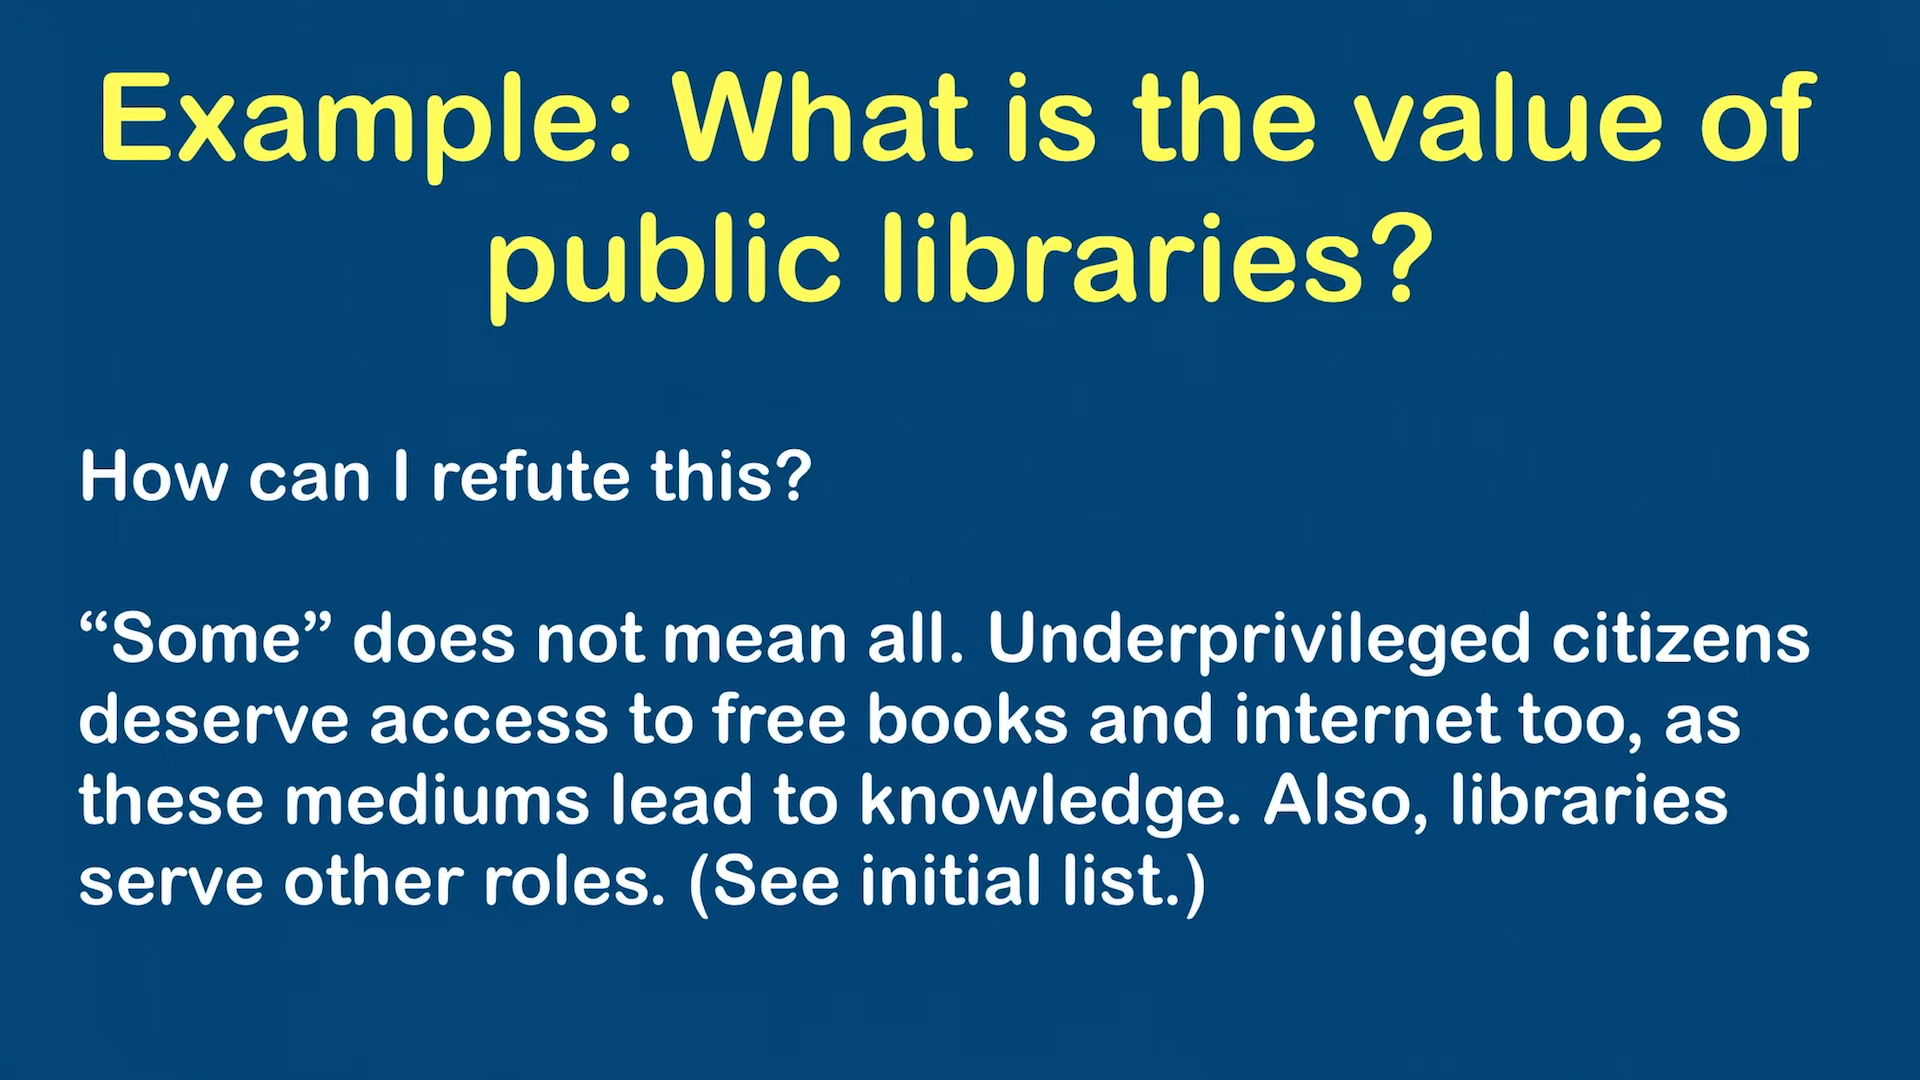 Example: What is the value of
public libraries?
How can I refute this?
“Some” does not mean all. Underprivileged citizens
deserve access to free books and internet too, as
these mediums lead to knowledge. Also, libraries
serve other roles. (See initial list.)